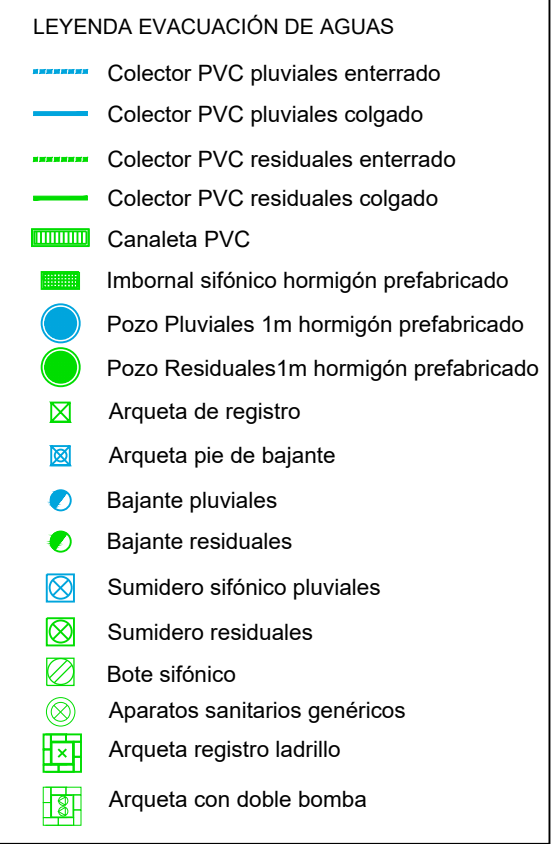 LEYENDA EVACUACIÓN DE AGUAS
Colector PVC pluviales enterrado
Colector PVC pluviales colgado
Colector PVC residuales enterrado
Colector PVC residuales colgado
Canaleta PVC
Imbornal sifónico hormigón prefabricado
Pozo Pluviales 1m hormigón prefabricado
Pozo Residuales1m hormigón prefabricado
Arqueta de registro
Arqueta pie de bajante
Bajante pluviales
Bajante residuales
Sumidero sifónico pluviales
Sumidero residuales
Bote sifónico
Aparatos sanitarios genéricos
Arqueta registro ladrillo
Arqueta con doble bomba